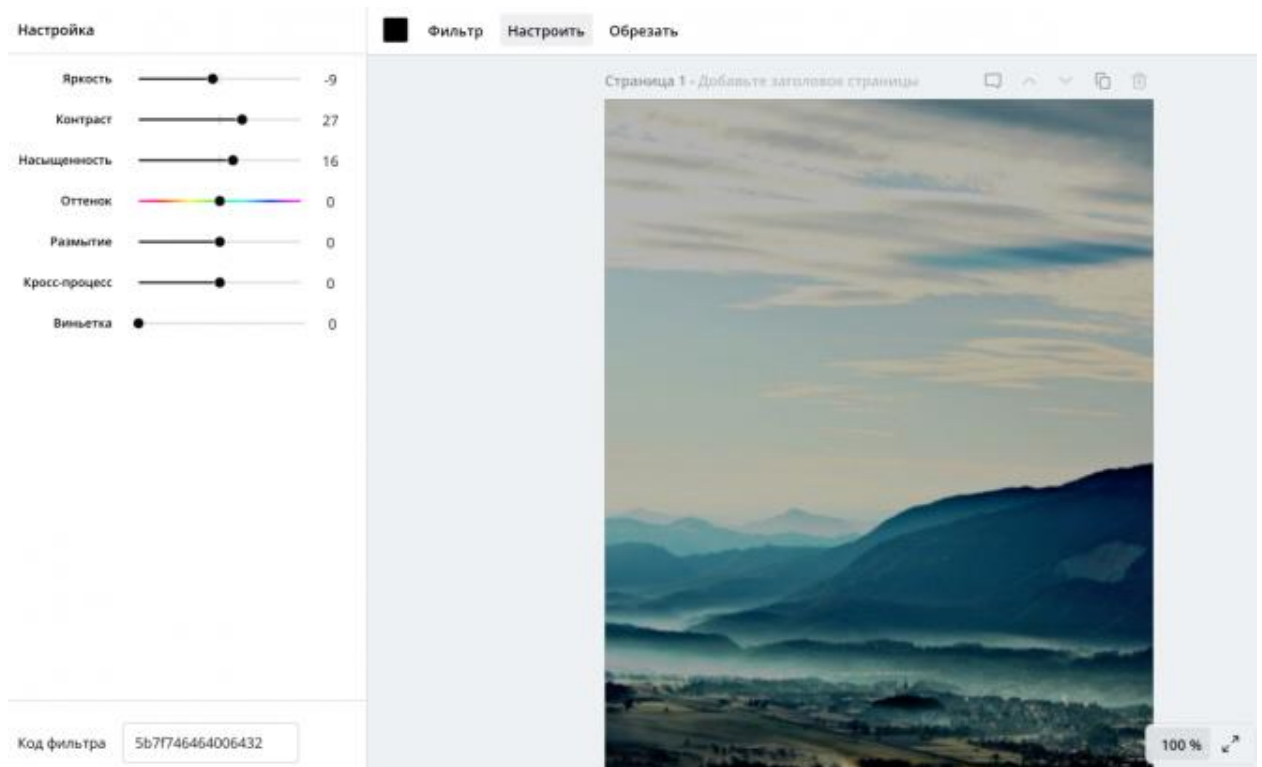 Настройка
Фильтр Настроить Обрезать
Страница 1 - Добавьте заголовок страницы
Яркость -9
Контраст 27
Насыщенность 16
Оттенок 0
Размытие 0
Кросс-процесс 0
Виньетка 0
Код фильтра 5b7f746464006432
100 %